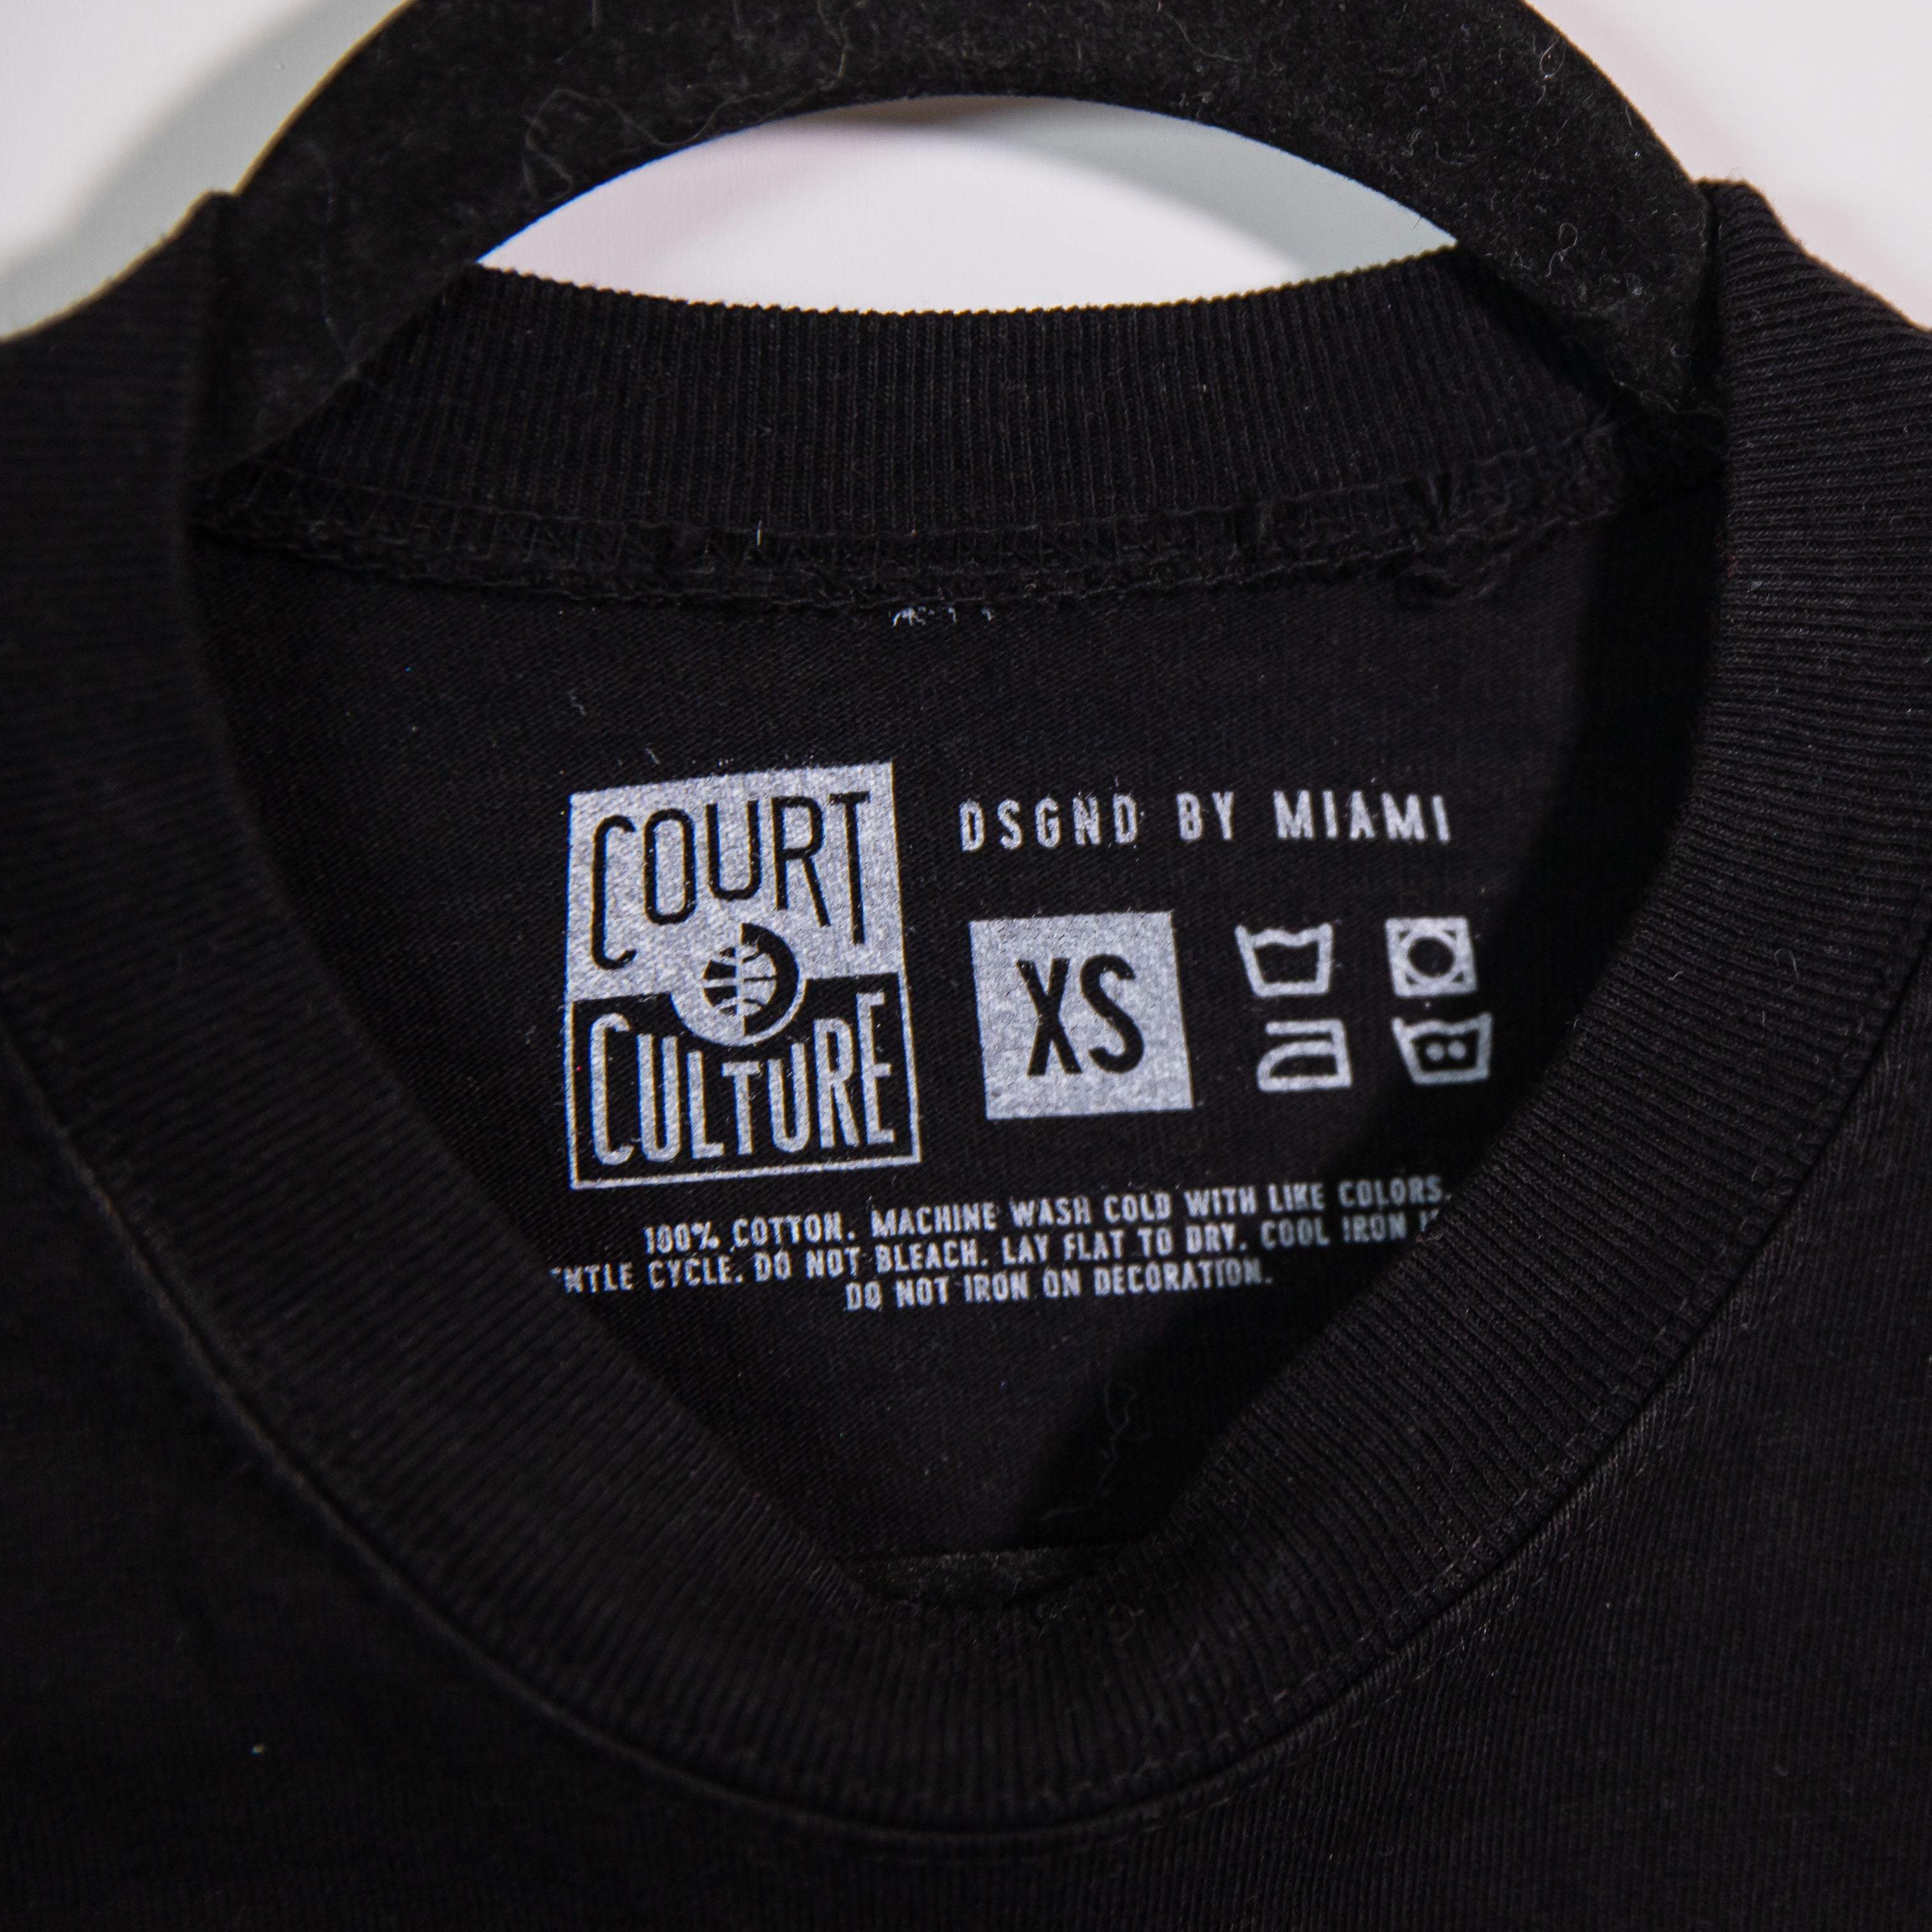 COURT
CULTURE
DSGND BY MIAMI
XS
100% COTTON. MACHINE WASH COLD WITH LIKE COLORS.
CYCLE. DO NOT BLEACH. LAY FLAT TO DRY. COOL IRON
DO NOT IRON ON DECORATION.